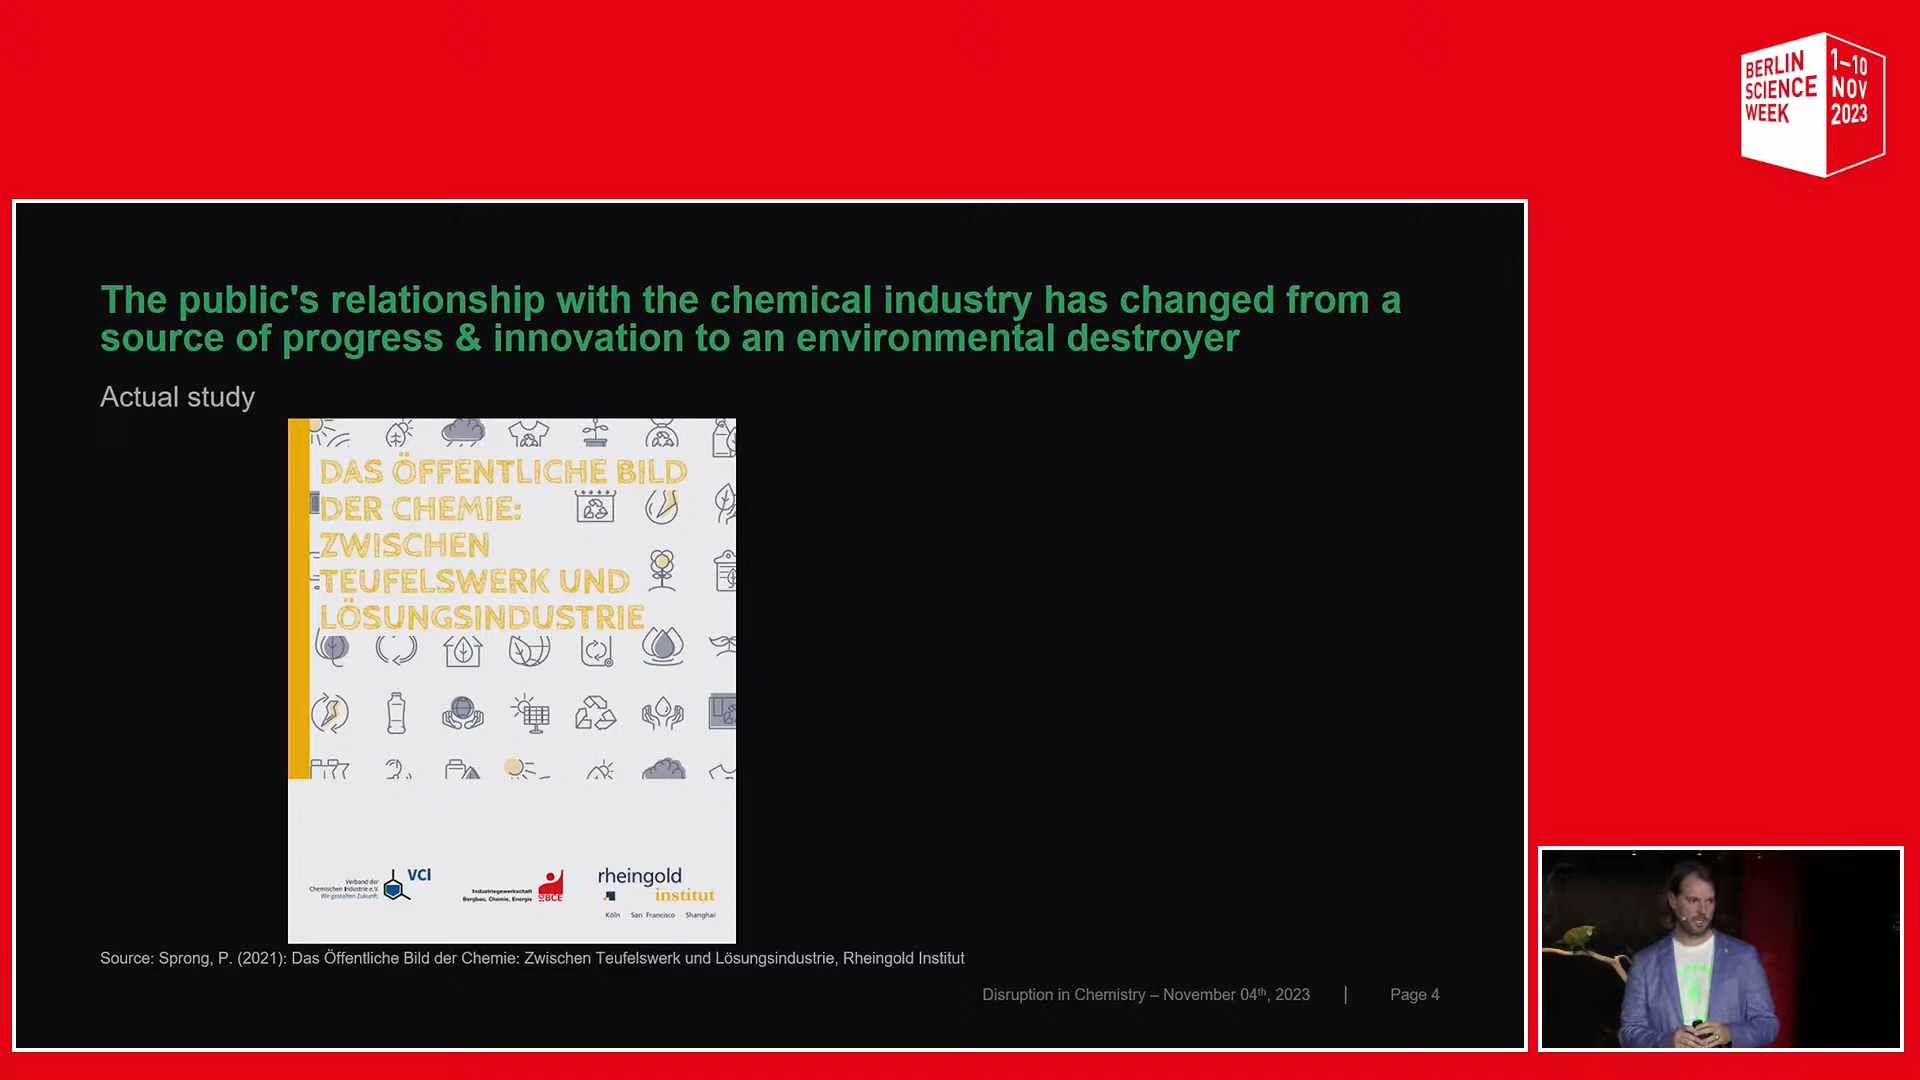 BERLIN
SCIENCE
WEEK
1–10
NOV
2023
The public's relationship with the chemical industry has changed from a
source of progress & innovation to an environmental destroyer
Actual study
DAS ÖFFENTLICHE BILD
DER CHEMIE:
ZWISCHEN
TEUFELSWERK UND
LÖSUNGSINDUSTRIE
Verband der
Chemischen Industrie e.V.
Wir gestalten Zukunft.
VCI
Industriegewerkschaft
Bergbau, Chemie, Energie
IGBCE
rheingold
institut
Köln San Francisco Shanghai
Source: Sprong, P. (2021): Das Öffentliche Bild der Chemie: Zwischen Teufelswerk und Lösungsindustrie, Rheingold Institut
Disruption in Chemistry – November 04th, 2023 | Page 4